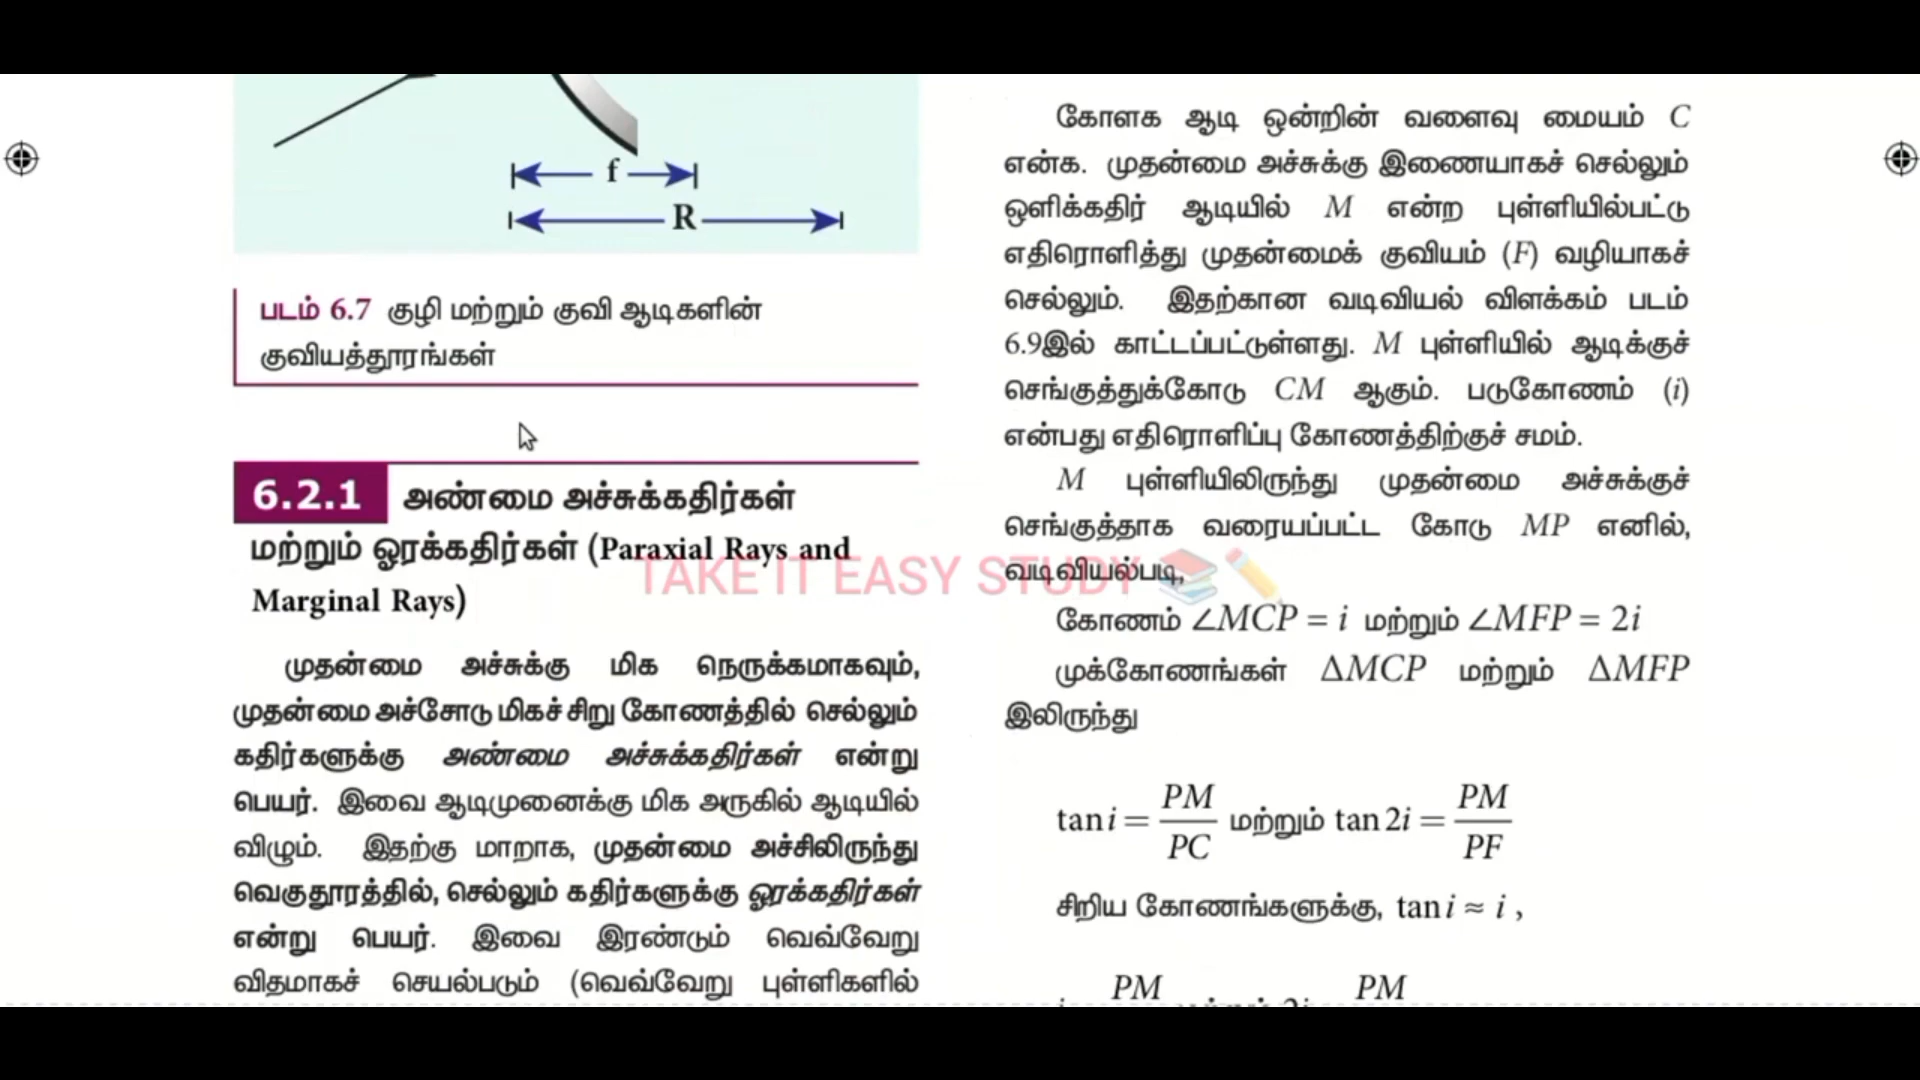 f
R
படம் 6.7 குழி மற்றும் குவி ஆடிகளின்
குவியத்தூரங்கள்
6.2.1 அண்மை அச்சுக்கதிர்கள்
மற்றும் ஓரக்கதிர்கள் (Paraxial Rays and
Marginal Rays)
முதன்மை அச்சுக்கு மிக நெருக்கமாகவும்,
முதன்மை அச்சோடு மிகச் சிறு கோணத்தில் செல்லும்
கதிர்களுக்கு அண்மை அச்சுக்கதிர்கள் என்று
பெயர். இவை ஆடிமுனைக்கு மிக அருகில் ஆடியில்
விழும். இதற்கு மாறாக, முதன்மை அச்சிலிருந்து
வெகுதூரத்தில், செல்லும் கதிர்களுக்கு ஓரக்கதிர்கள்
என்று பெயர். இவை இரண்டும் வெவ்வேறு
விதமாகச் செயல்படும் (வெவ்வேறு புள்ளிகளில்
கோளக ஆடி ஒன்றின் வளைவு மையம் C
என்க. முதன்மை அச்சுக்கு இணையாகச் செல்லும்
ஒளிக்கதிர் ஆடியில் M என்ற புள்ளியில்பட்டு
எதிரொளித்து முதன்மைக் குவியம் (F) வழியாகச்
செல்லும். இதற்கான வடிவியல் விளக்கம் படம்
6.9இல் காட்டப்பட்டுள்ளது. M புள்ளியில் ஆடிக்குச்
செங்குத்துக்கோடு CM ஆகும். படுகோணம் (i)
என்பது எதிரொளிப்பு கோணத்திற்குச் சமம்.
M புள்ளியிலிருந்து முதன்மை அச்சுக்குச்
செங்குத்தாக வரையப்பட்ட கோடு MP எனில்,
வடிவியல்படி,
கோணம் ∠MCP = i மற்றும் ∠MFP = 2i
முக்கோணங்கள் ΔMCP மற்றும் ΔMFP
இலிருந்து
tan i = PM/PC மற்றும் tan 2i = PM/PF
சிறிய கோணங்களுக்கு, tan i ≈ i ,
PM PM
TAKE IT EASY STUDY 📚✏️